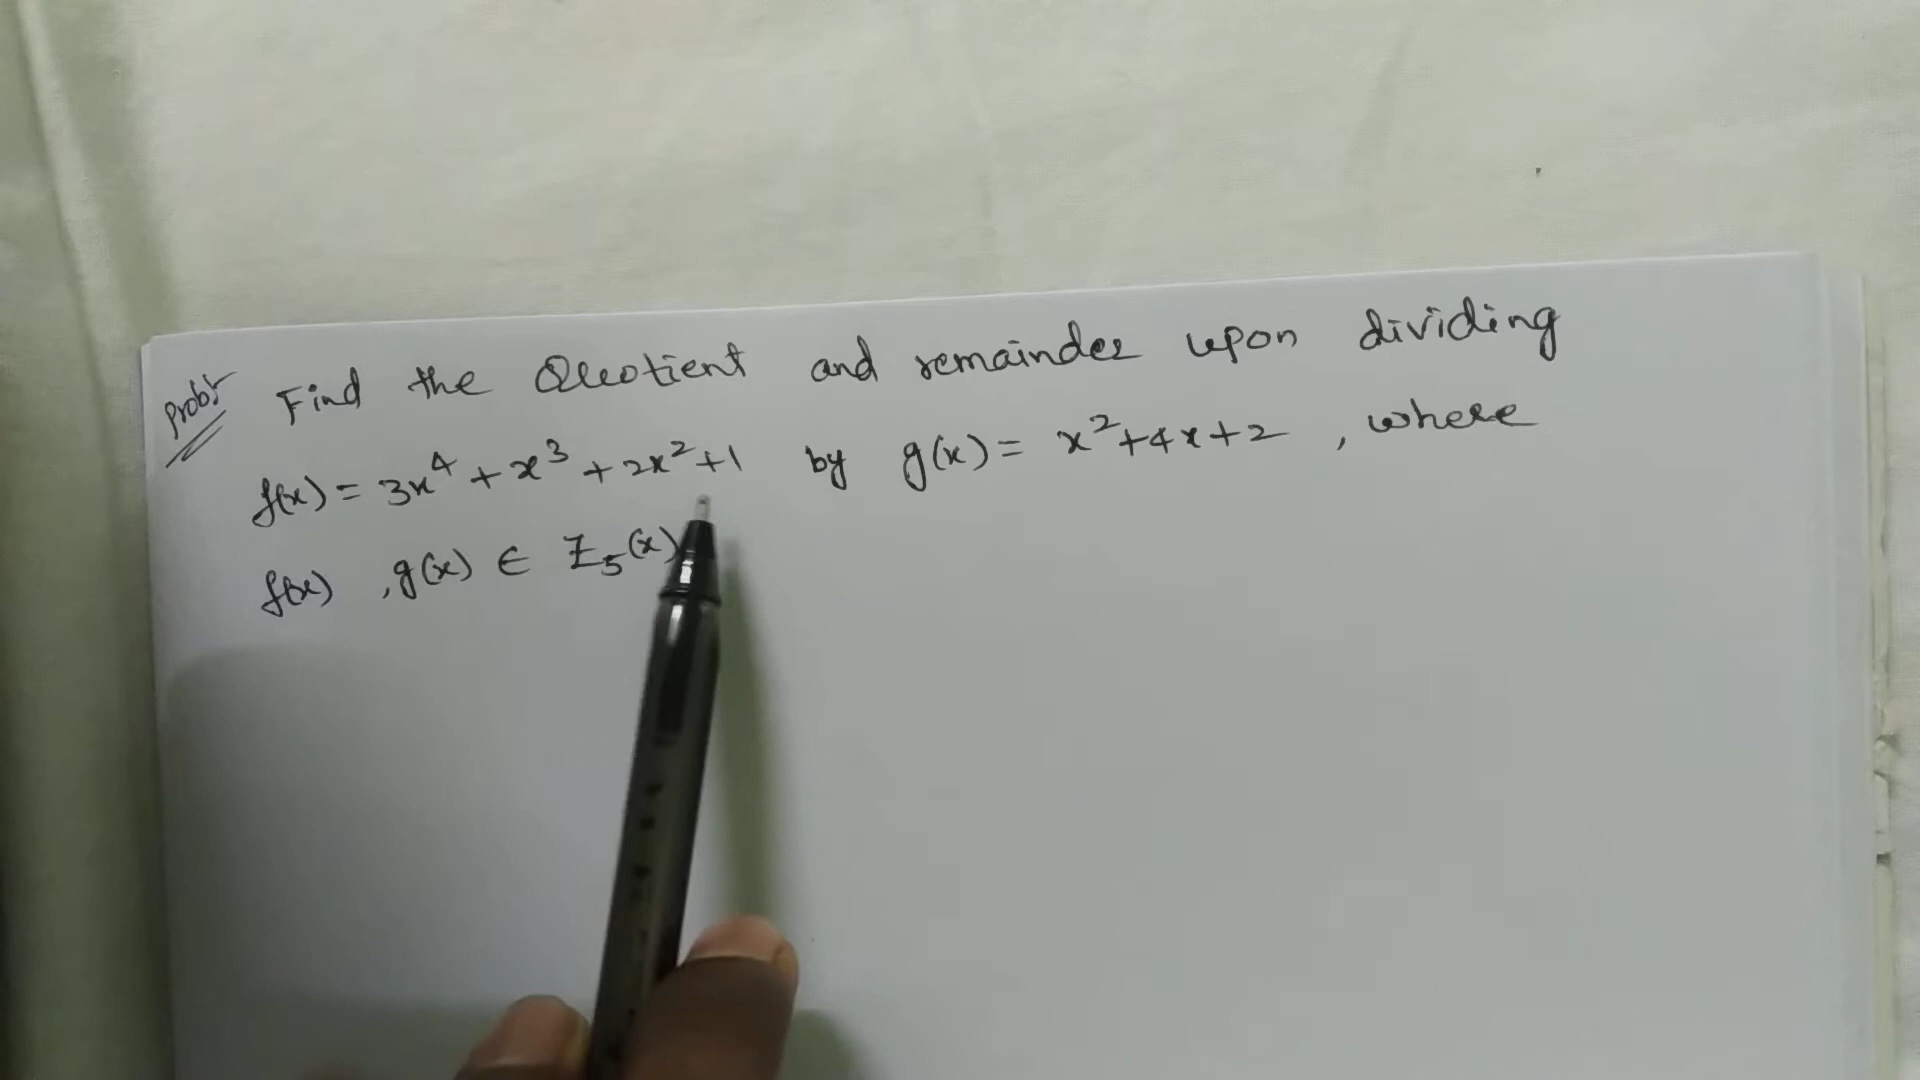 Prob:- Find the Quotient and remainder upon dividing
f(x) = 3x⁴ + x³ + 2x² + 1 by g(x) = x² + 4x + 2 , where
f(x) , g(x) ∈ Z₅(x)